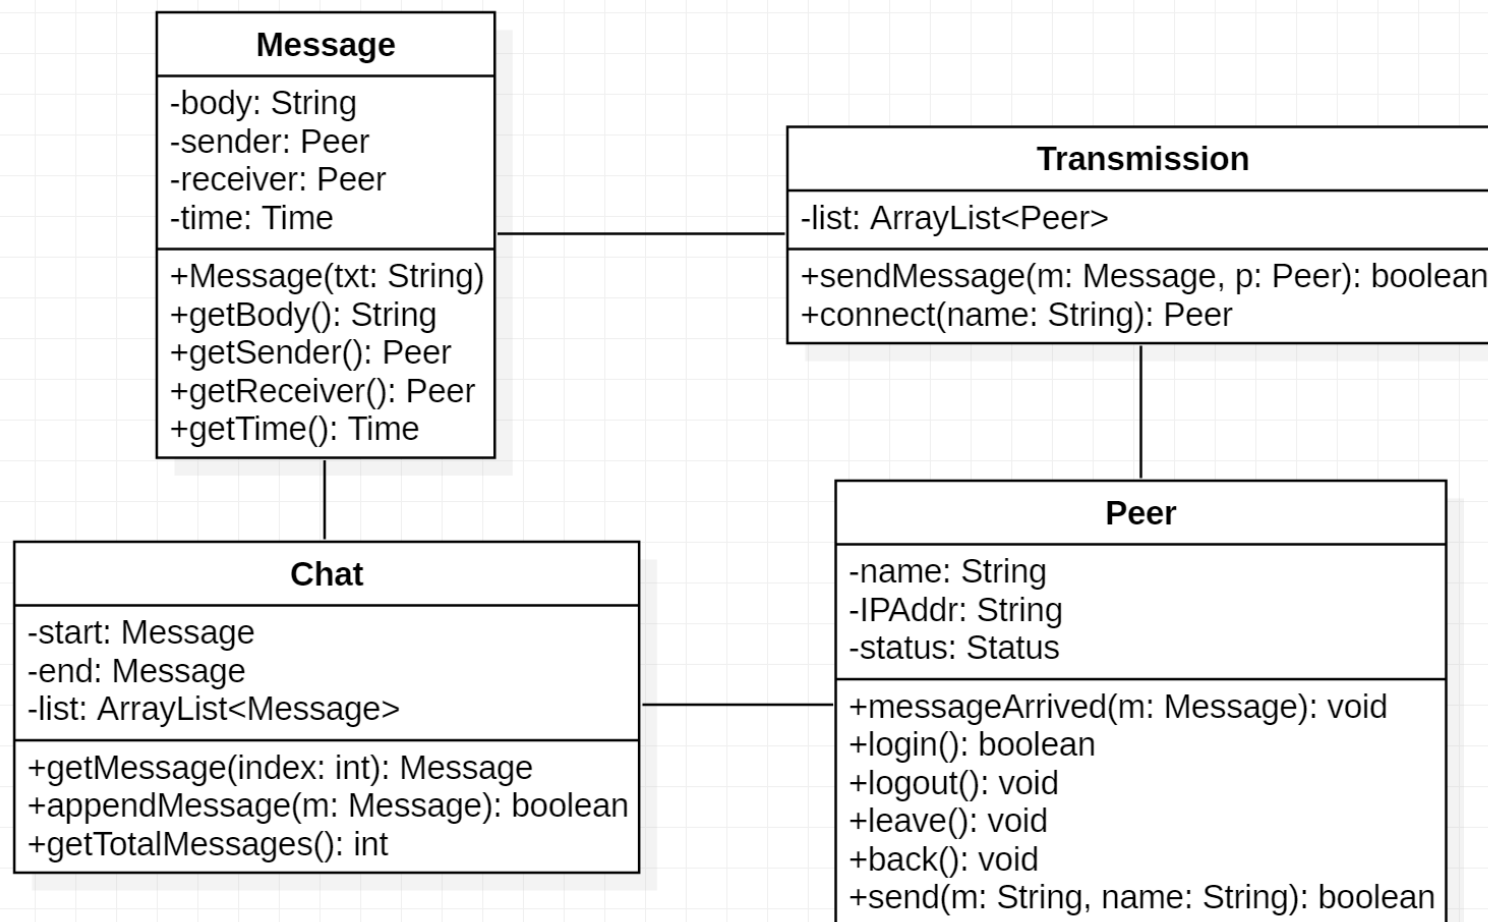 Message
-body: String
-sender: Peer
-receiver: Peer
-time: Time
+Message(txt: String)
+getBody(): String
+getSender(): Peer
+getReceiver(): Peer
+getTime(): Time
Transmission
-list: ArrayList<Peer>
+sendMessage(m: Message, p: Peer): boolean
+connect(name: String): Peer
Chat
-start: Message
-end: Message
-list: ArrayList<Message>
+getMessage(index: int): Message
+appendMessage(m: Message): boolean
+getTotalMessages(): int
Peer
-name: String
-IPAddr: String
-status: Status
+messageArrived(m: Message): void
+login(): boolean
+logout(): void
+leave(): void
+back(): void
+send(m: String, name: String): boolean